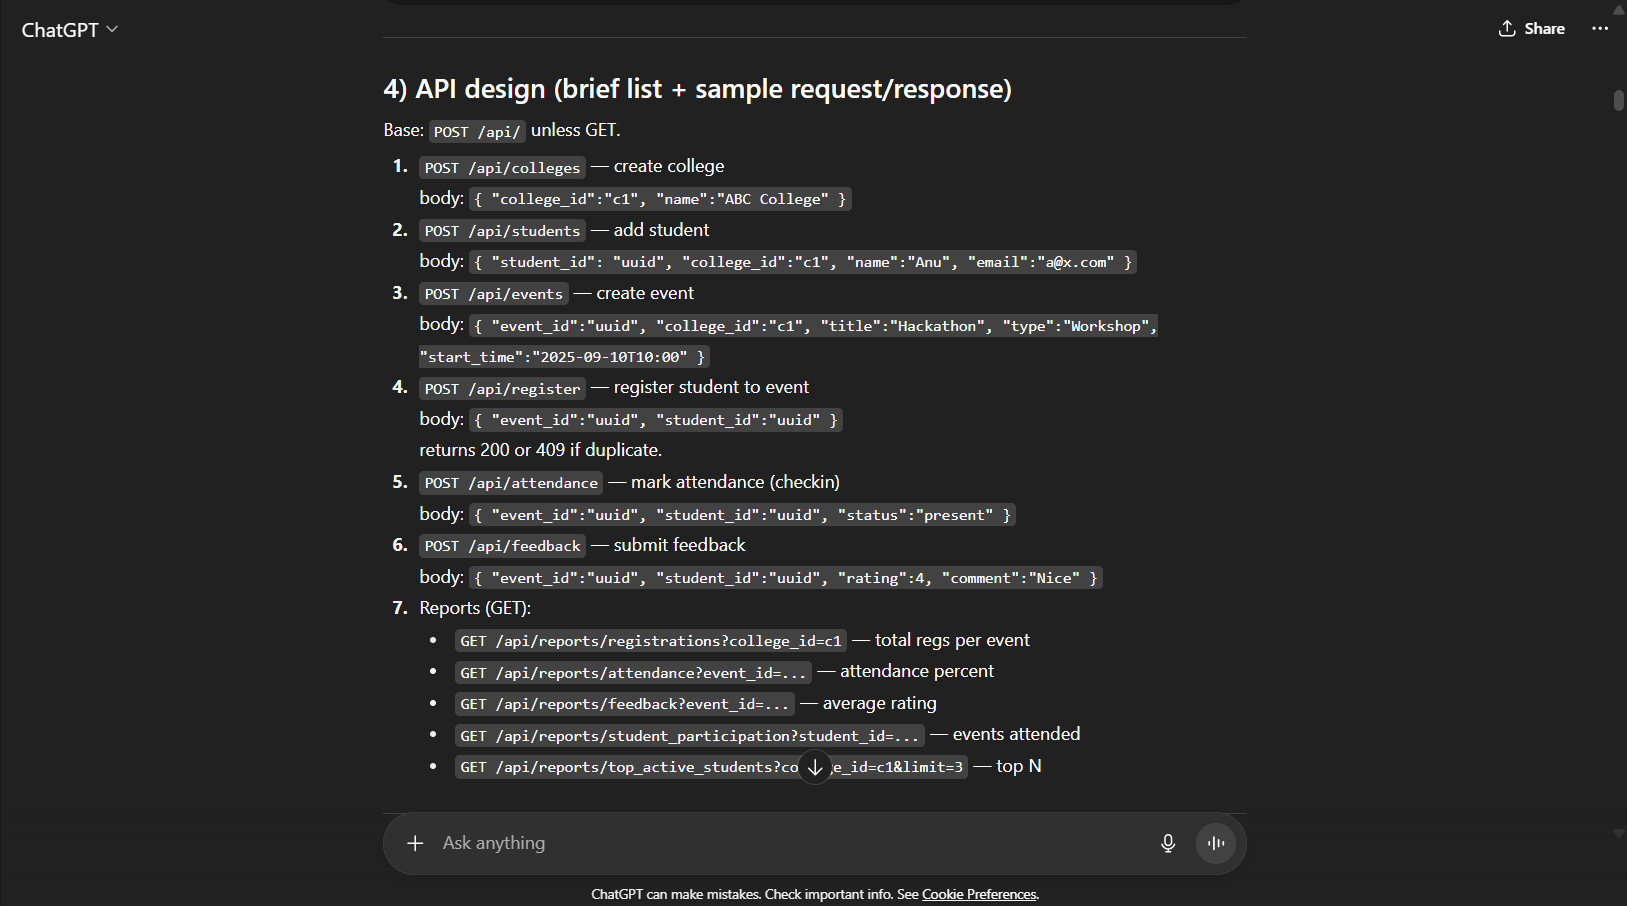 ChatGPT
Share
4) API design (brief list + sample request/response)
Base: POST /api/ unless GET.
1. POST /api/colleges — create college
body: { "college_id":"c1", "name":"ABC College" }
2. POST /api/students — add student
body: { "student_id": "uuid", "college_id":"c1", "name":"Anu", "email":"a@x.com" }
3. POST /api/events — create event
body: { "event_id":"uuid", "college_id":"c1", "title":"Hackathon", "type":"Workshop",
"start_time":"2025-09-10T10:00" }
4. POST /api/register — register student to event
body: { "event_id":"uuid", "student_id":"uuid" }
returns 200 or 409 if duplicate.
5. POST /api/attendance — mark attendance (checkin)
body: { "event_id":"uuid", "student_id":"uuid", "status":"present" }
6. POST /api/feedback — submit feedback
body: { "event_id":"uuid", "student_id":"uuid", "rating":4, "comment":"Nice" }
7. Reports (GET):
• GET /api/reports/registrations?college_id=c1 — total regs per event
• GET /api/reports/attendance?event_id=... — attendance percent
• GET /api/reports/feedback?event_id=... — average rating
• GET /api/reports/student_participation?student_id=... — events attended
• GET /api/reports/top_active_students?college_id=c1&limit=3 — top N
Ask anything
ChatGPT can make mistakes. Check important info. See Cookie Preferences.